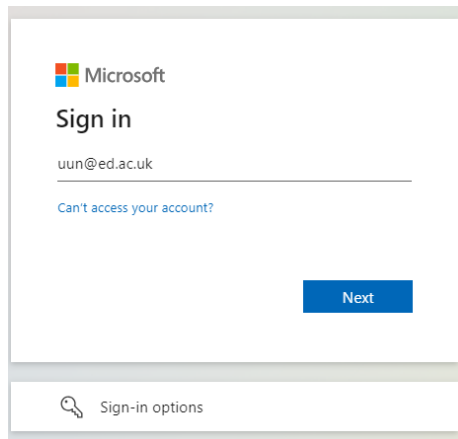 Microsoft
Sign in
uun@ed.ac.uk
Can't access your account?
Next
Sign-in options